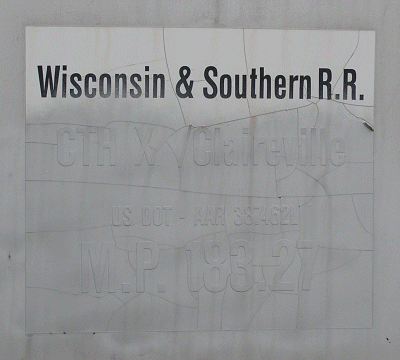 Wisconsin & Southern R.R.
CTH X Claireville
US DOT - AAR 387462L
M.P. 183.27